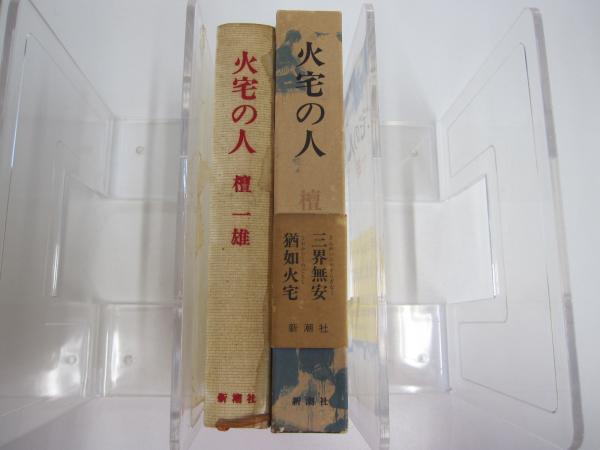 火宅の人
檀一雄
新潮社
火宅の人
檀
三界無安
猶如火宅
新潮社
新潮社